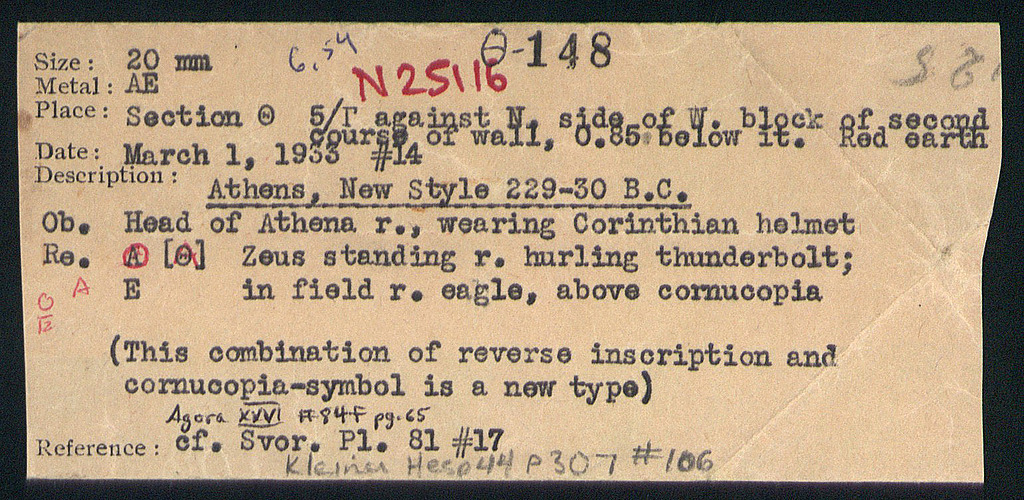 Θ-148
Size: 20 mm 6,54
Metal: AE N25116
Place: Section Θ 5/Γ against N. side of W. block of second
course of wall, 0.85 below it. Red earth
Date: March 1, 1933 #14
Description:
Athens, New Style 229-30 B.C.
Ob. Head of Athena r., wearing Corinthian helmet
Re. A [Θ] Zeus standing r. hurling thunderbolt;
E in field r. eagle, above cornucopia
A
Θ
E
(This combination of reverse inscription and
cornucopia-symbol is a new type)
Agora XXVI #84f pg. 65
Reference: cf. Svor. Pl. 81 #17
Kleiner Hesp 44 p 307 #106